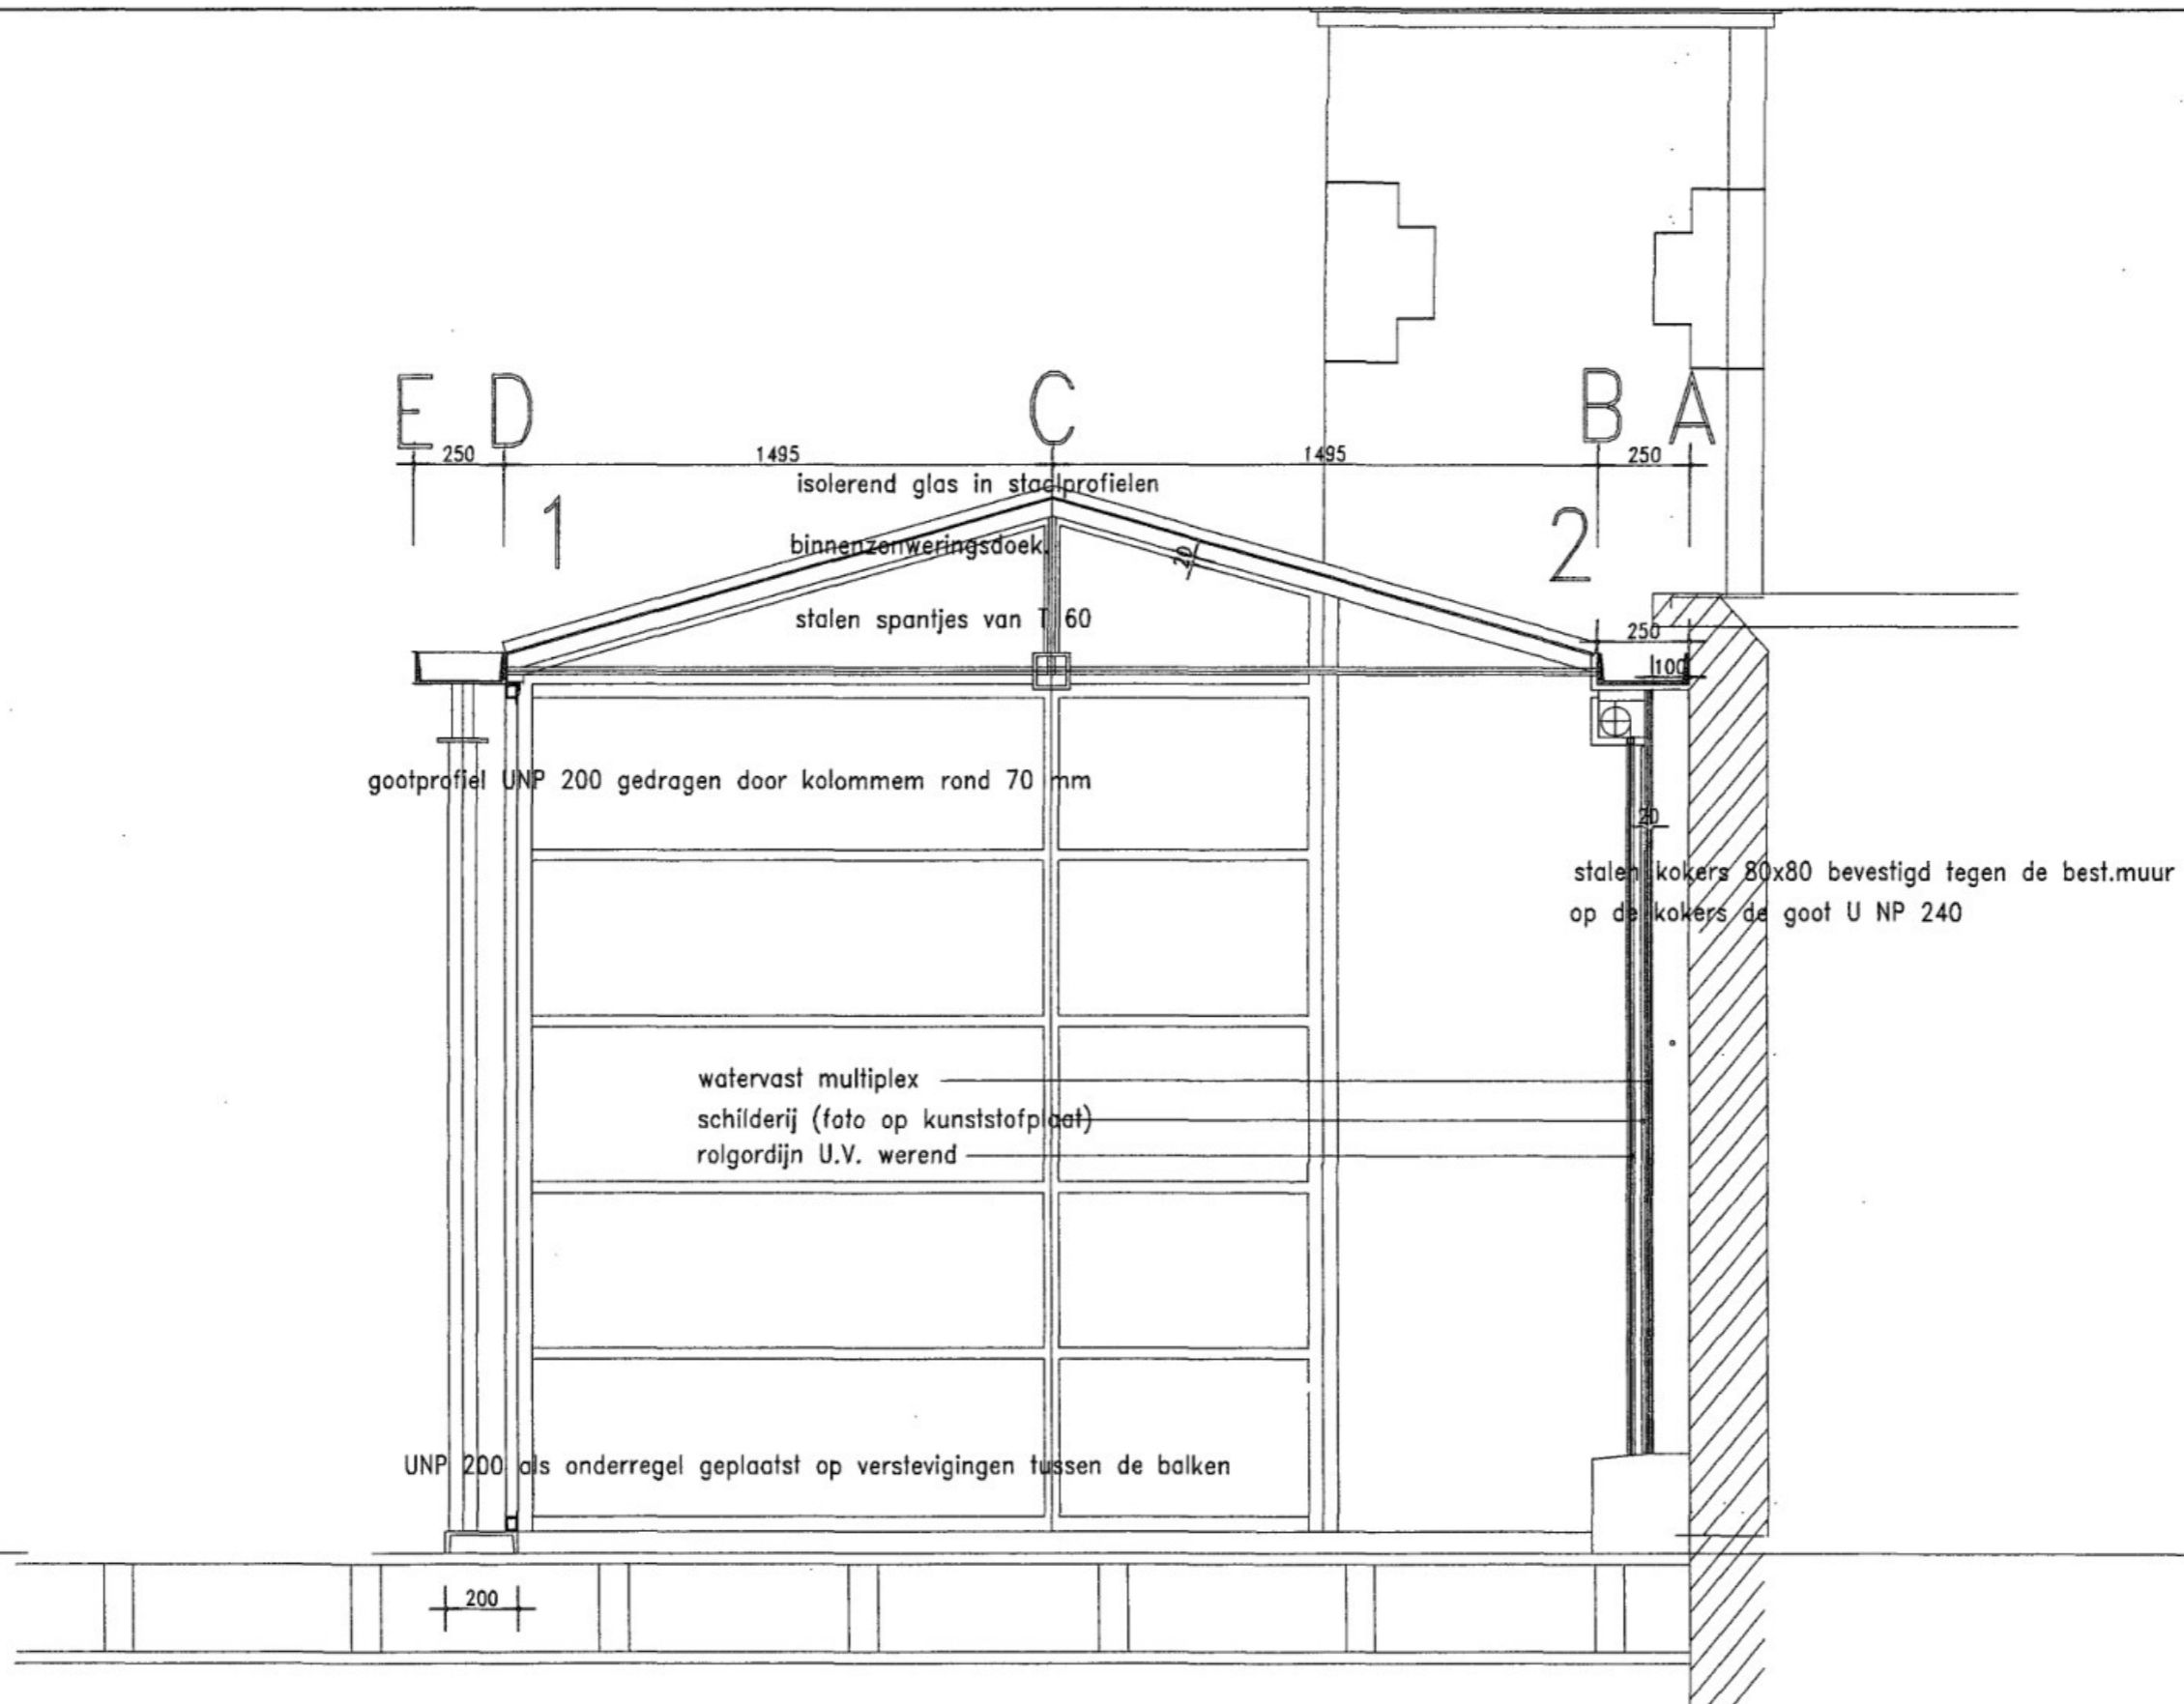 E D C B A
250 1495 1495 250
isolerend glas in staalprofielen
1
binnenzonweringsdoek.
20
2
stalen spantjes van T 60
250
100
gootprofiel UNP 200 gedragen door kolommem rond 70 mm
20
stalen kokers 80x80 bevestigd tegen de best.muur
op de kokers de goot U NP 240
watervast multiplex
schilderij (foto op kunststofplaat)
rolgordijn U.V. werend
UNP 200 als onderregel geplaatst op verstevigingen tussen de balken
200